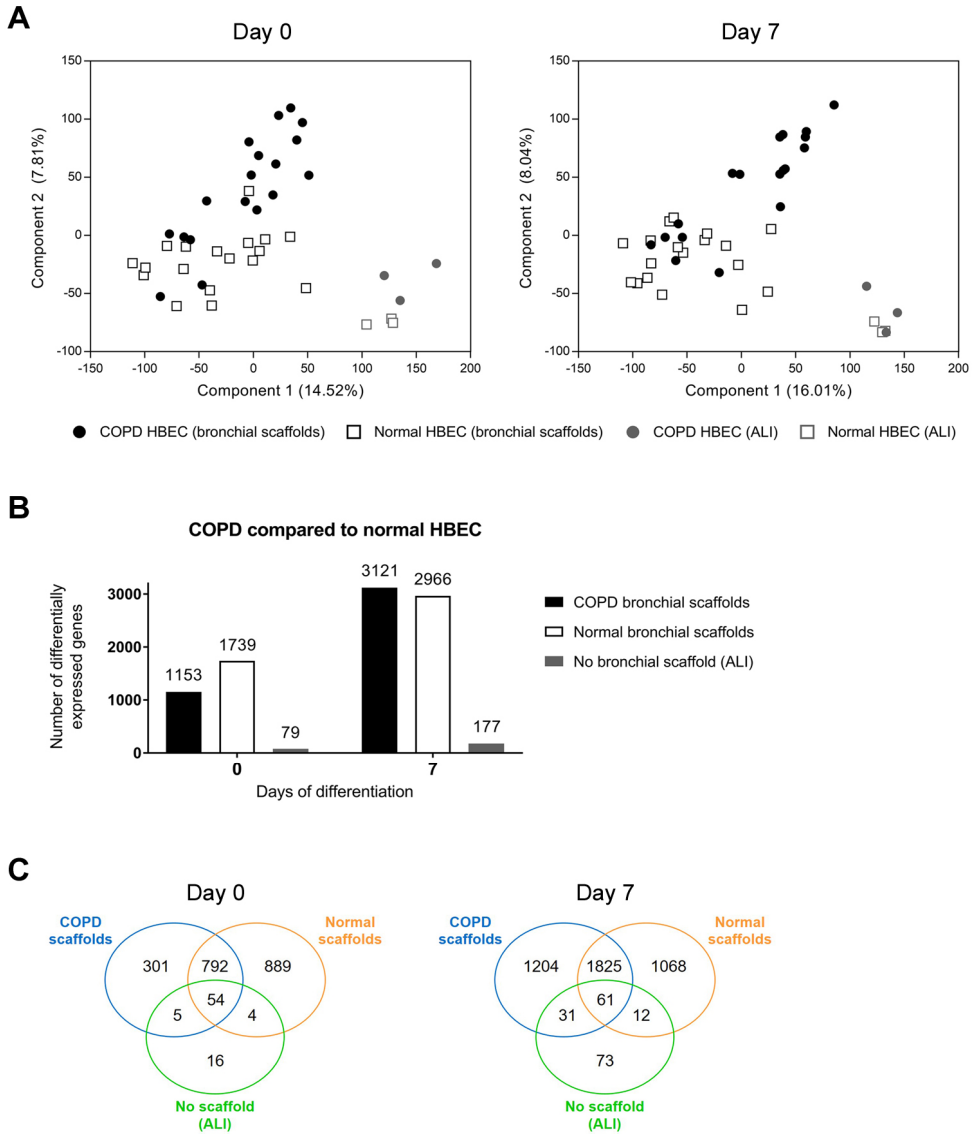 A
Day 0
Day 7
150
100
50
0
-50
-100
Component 2 (7.81%)
-150 -100 -50 0 50 100 150 200
Component 1 (14.52%)
150
100
50
0
-50
-100
Component 2 (8.04%)
-150 -100 -50 0 50 100 150 200
Component 1 (16.01%)
COPD HBEC (bronchial scaffolds) Normal HBEC (bronchial scaffolds) COPD HBEC (ALI) Normal HBEC (ALI)
B
COPD compared to normal HBEC
Number of differentially
expressed genes
3000
2000
1000
0
1153
1739
79
3121
2966
177
0 7
Days of differentiation
COPD bronchial scaffolds
Normal bronchial scaffolds
No bronchial scaffold (ALI)
C
Day 0
COPD
scaffolds
Normal
scaffolds
301 792 889
54
5 4
16
No scaffold
(ALI)
Day 7
COPD
scaffolds
Normal
scaffolds
1204 1825 1068
61
31 12
73
No scaffold
(ALI)